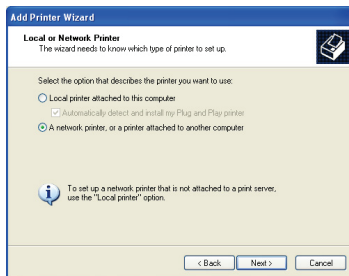 Add Printer Wizard
Local or Network Printer
The wizard needs to know which type of printer to set up.
Select the option that describes the printer you want to use:
Local printer attached to this computer
Automatically detect and install my Plug and Play printer
A network printer, or a printer attached to another computer
To set up a network printer that is not attached to a print server,
use the "Local printer" option.
< Back Next > Cancel